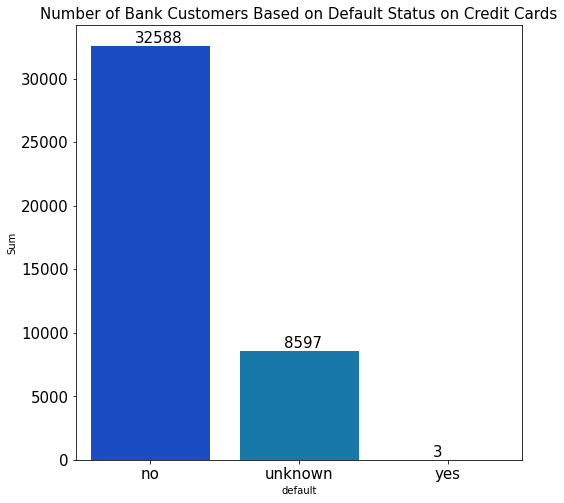 Number of Bank Customers Based on Default Status on Credit Cards
32588
30000
25000
20000
15000
10000
8597
5000
3
0
Sum
no unknown yes
default